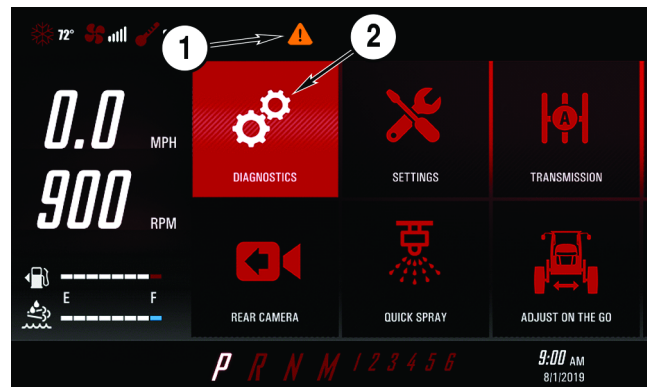 72°
1
2
0.0 MPH
900 RPM
E F
DIAGNOSTICS
SETTINGS
A
TRANSMISSION
REAR CAMERA
QUICK SPRAY
ADJUST ON THE GO
P R N M 1 2 3 4 5 6
9:00 AM
8/1/2019